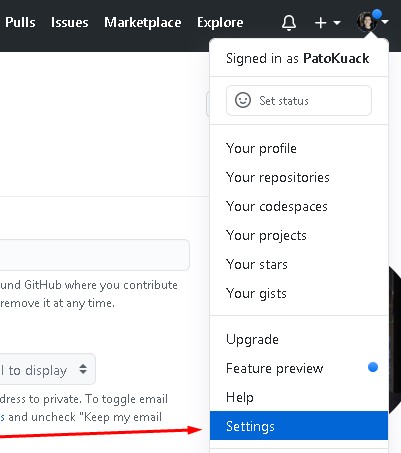 Pulls Issues Marketplace Explore
Signed in as PatoKuack
Set status
Your profile
Your repositories
Your codespaces
Your projects
Your stars
Your gists
und GitHub where you contribute
remove it at any time.
Upgrade
l to display
Feature preview
dress to private. To toggle email
Help
s and uncheck "Keep my email
Settings